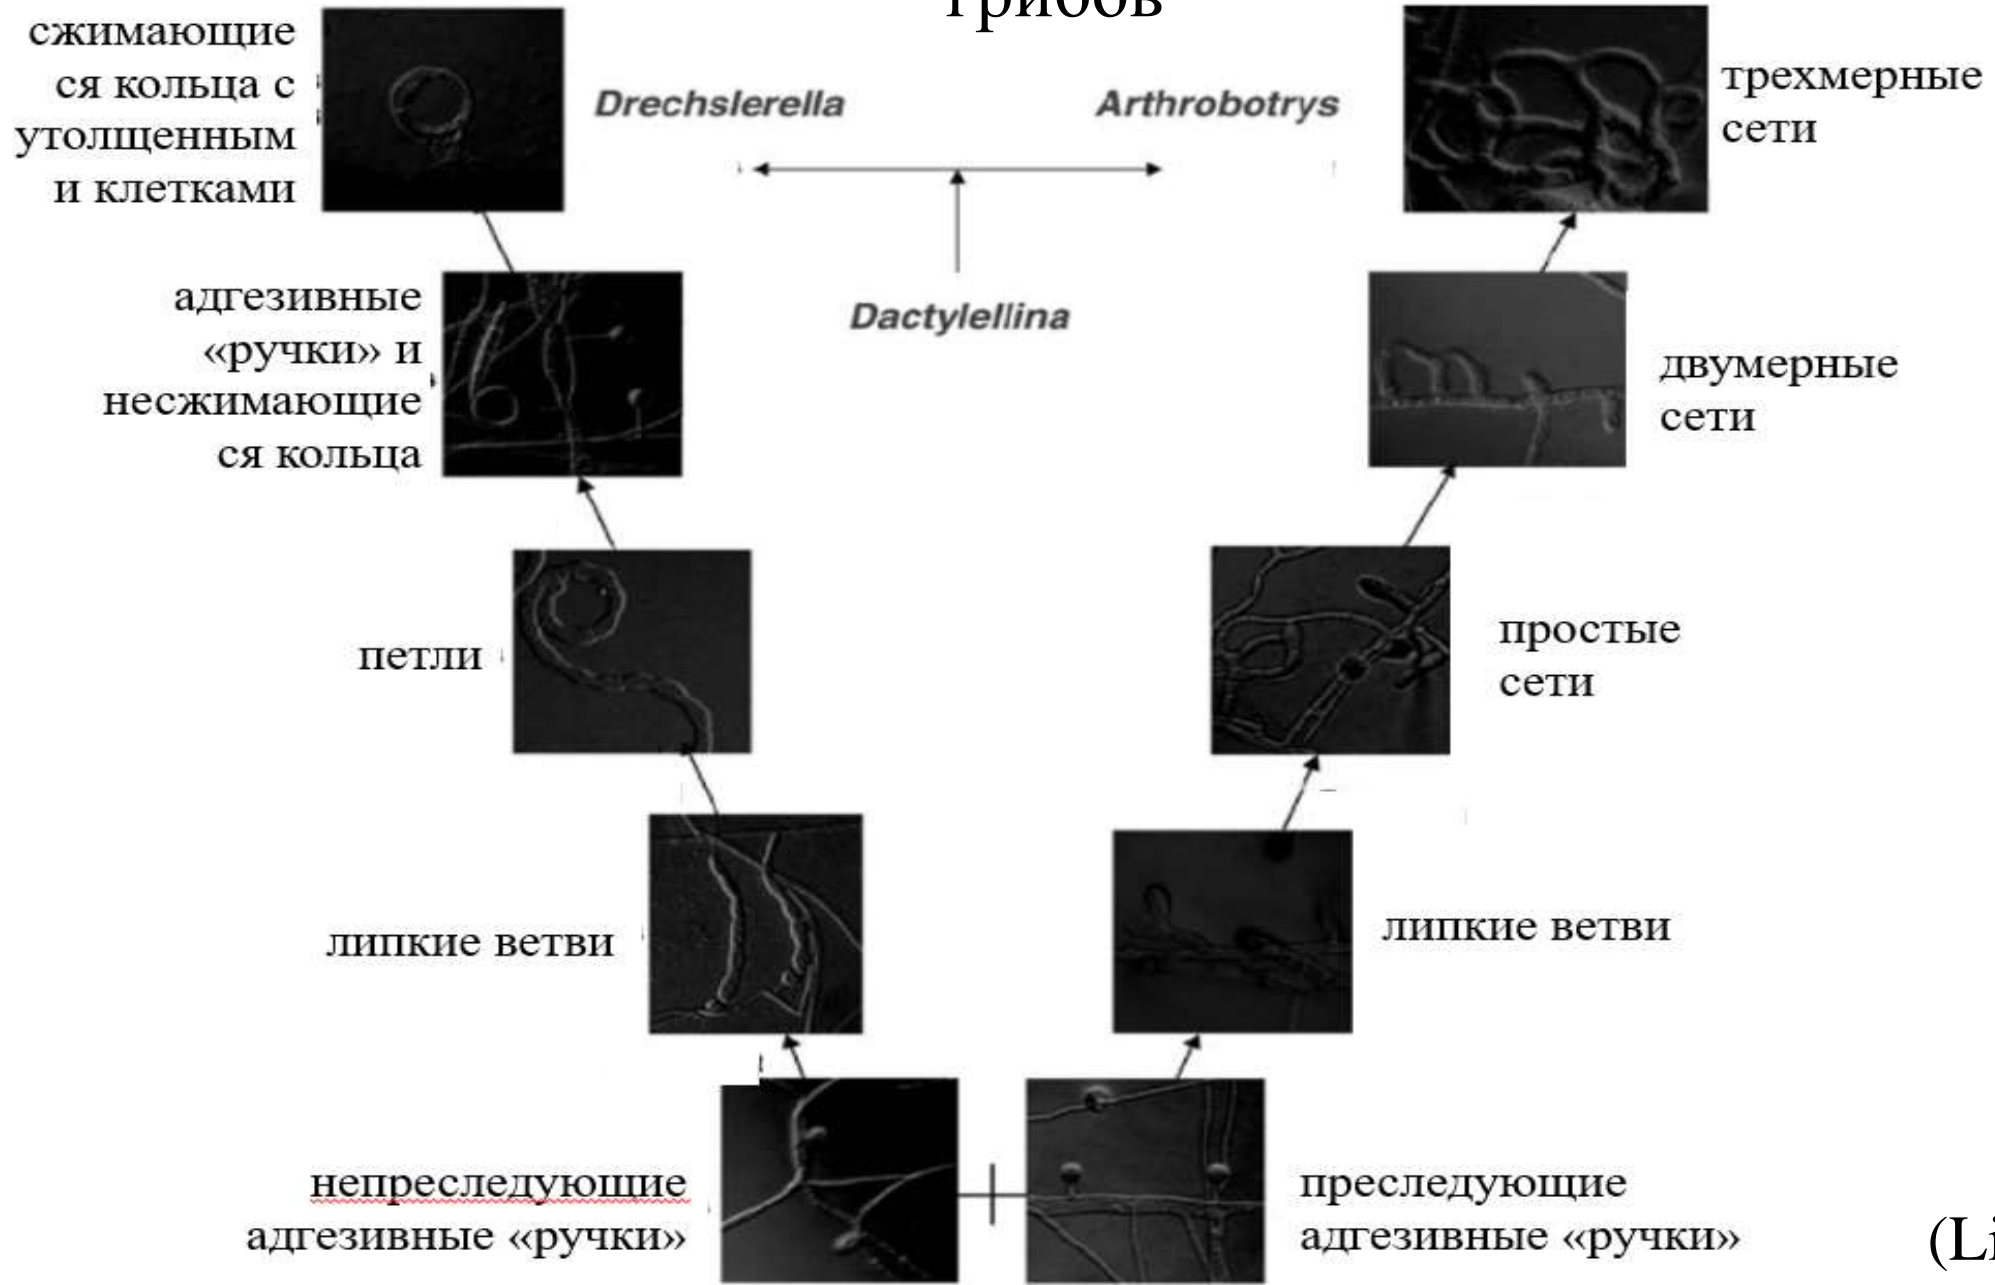 грибов
сжимающие
ся кольца с
утолщенным
и клетками
Drechslerella
Arthrobotrys
трехмерные
сети
адгезивные
«ручки» и
несжимающие
ся кольца
Dactylellina
двумерные
сети
петли
простые
сети
липкие ветви
липкие ветви
непреследующие
адгезивные «ручки»
преследующие
адгезивные «ручки»
(Li